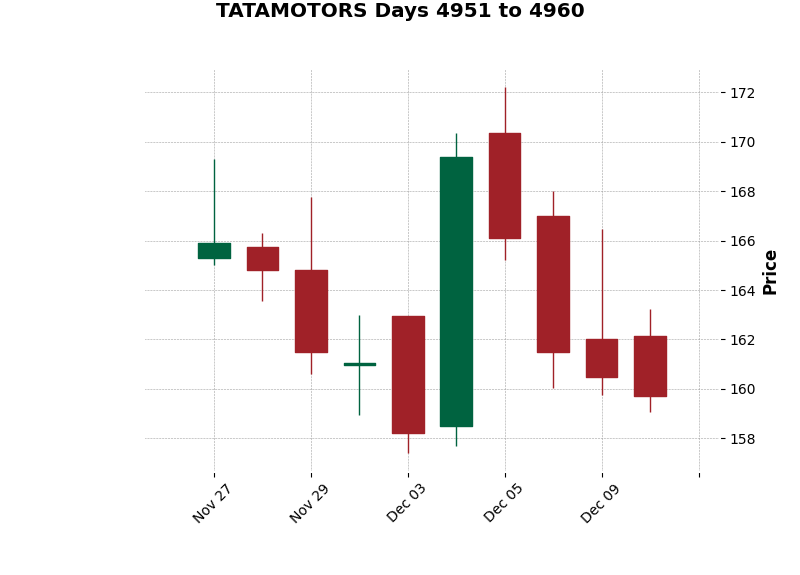 TATAMOTORS Days 4951 to 4960
172
170
168
166
164
162
160
158
Price
Nov 27
Nov 29
Dec 03
Dec 05
Dec 09